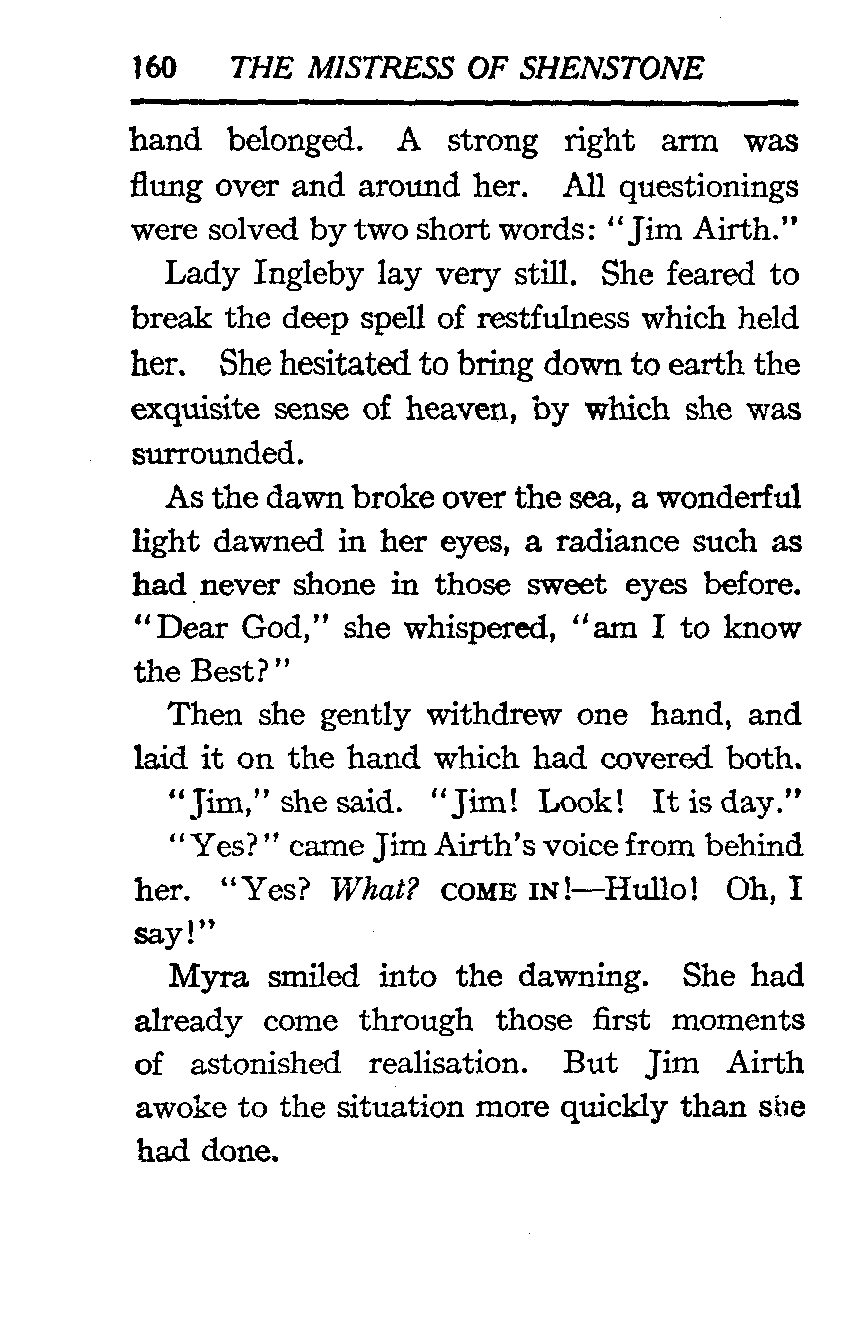 160 THE MISTRESS OF SHENSTONE
hand belonged. A strong right arm was
flung over and around her. All questionings
were solved by two short words: "Jim Airth."
Lady Ingleby lay very still. She feared to
break the deep spell of restfulness which held
her. She hesitated to bring down to earth the
exquisite sense of heaven, by which she was
surrounded.
As the dawn broke over the sea, a wonderful
light dawned in her eyes, a radiance such as
had never shone in those sweet eyes before.
"Dear God," she whispered, "am I to know
the Best?"
Then she gently withdrew one hand, and
laid it on the hand which had covered both.
"Jim," she said. "Jim! Look! It is day."
"Yes?" came Jim Airth's voice from behind
her. "Yes? What? COME IN!—Hullo! Oh, I
say!"
Myra smiled into the dawning. She had
already come through those first moments
of astonished realisation. But Jim Airth
awoke to the situation more quickly than she
had done.